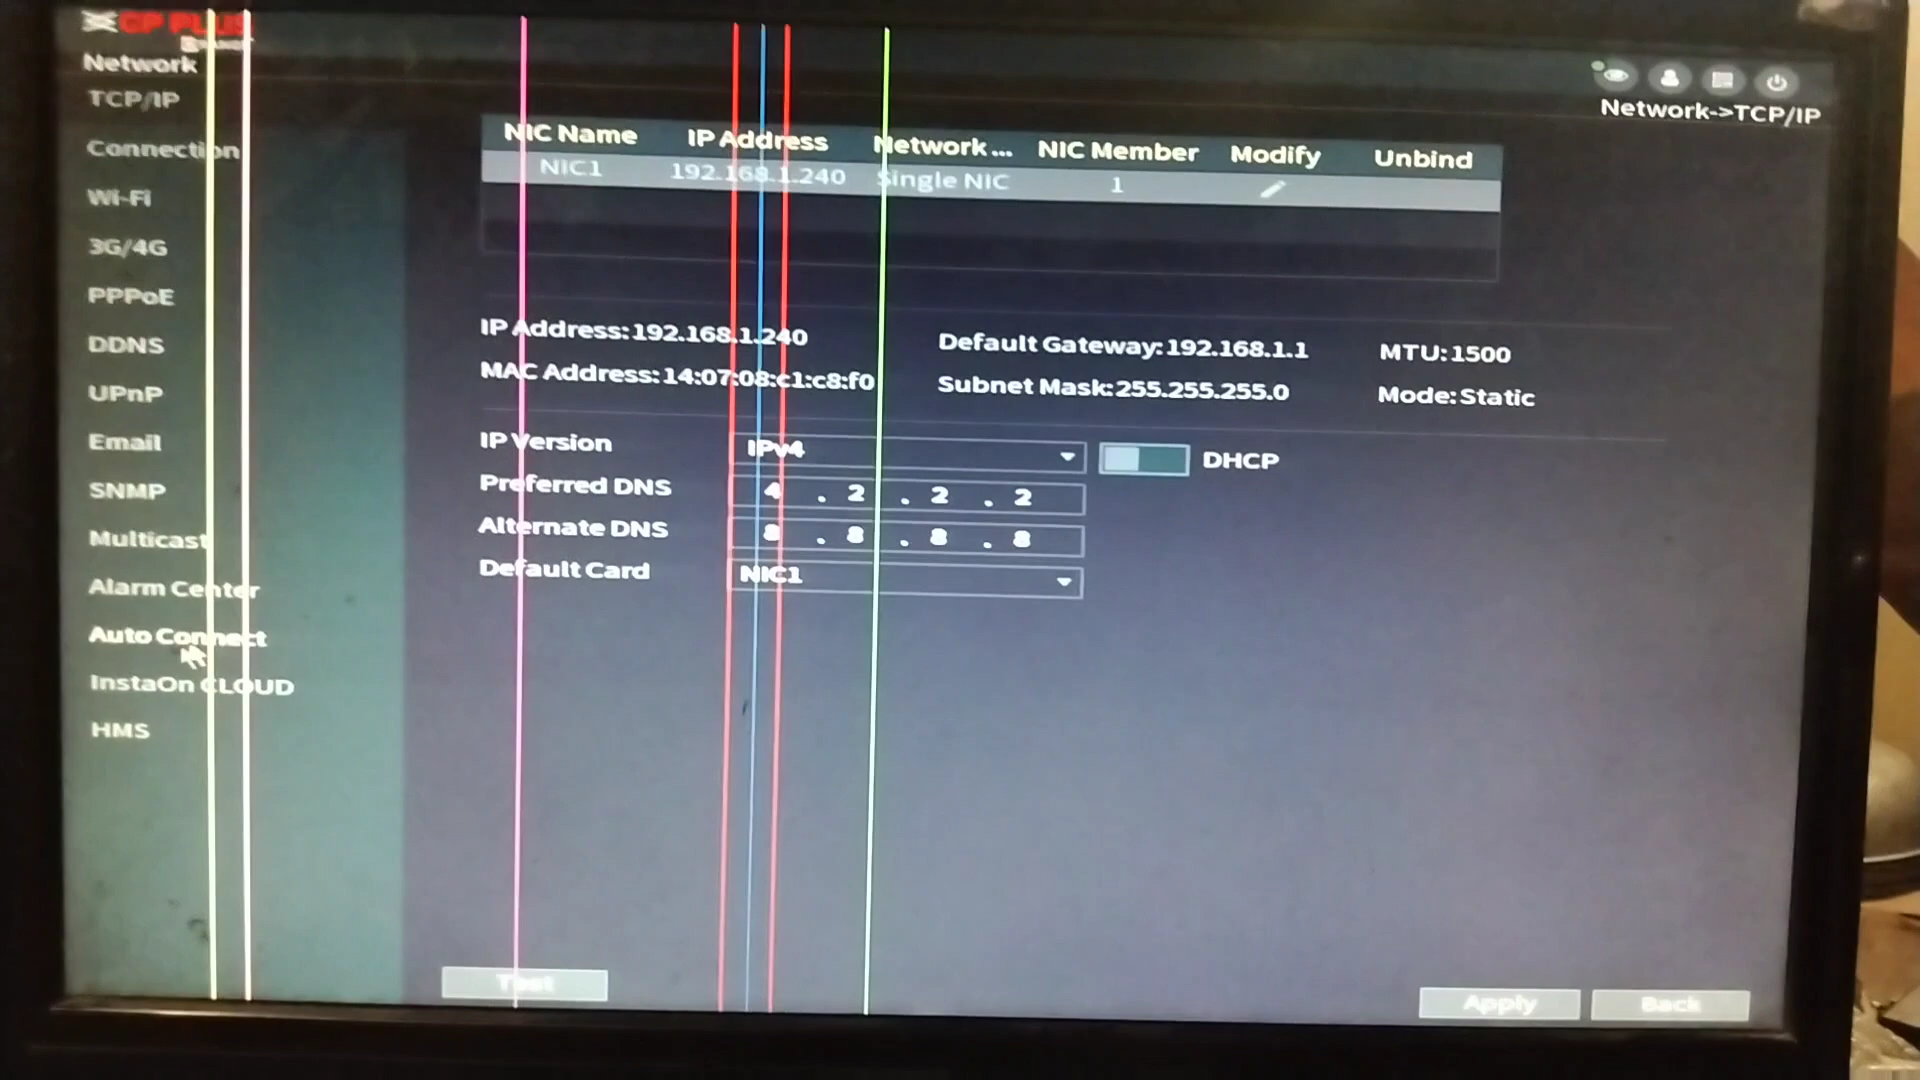 CP PLUS
Network
TCP/IP
Connection
Wi-Fi
3G/4G
PPPoE
DDNS
UPnP
Email
SNMP
Multicast
Alarm Center
Auto Connect
InstaOn CLOUD
HMS
Network->TCP/IP
NIC Name IP Address Network... NIC Member Modify Unbind
NIC1 192.168.1.240 Single NIC 1
IP Address:192.168.1.240 Default Gateway:192.168.1.1 MTU:1500
MAC Address:14:07:08:c1:c8:f0 Subnet Mask:255.255.255.0 Mode:Static
IP Version IPv4 DHCP
Preferred DNS 4 . 2 . 2 . 2
Alternate DNS 8 . 8 . 8 . 8
Default Card NIC1
Test Apply Back